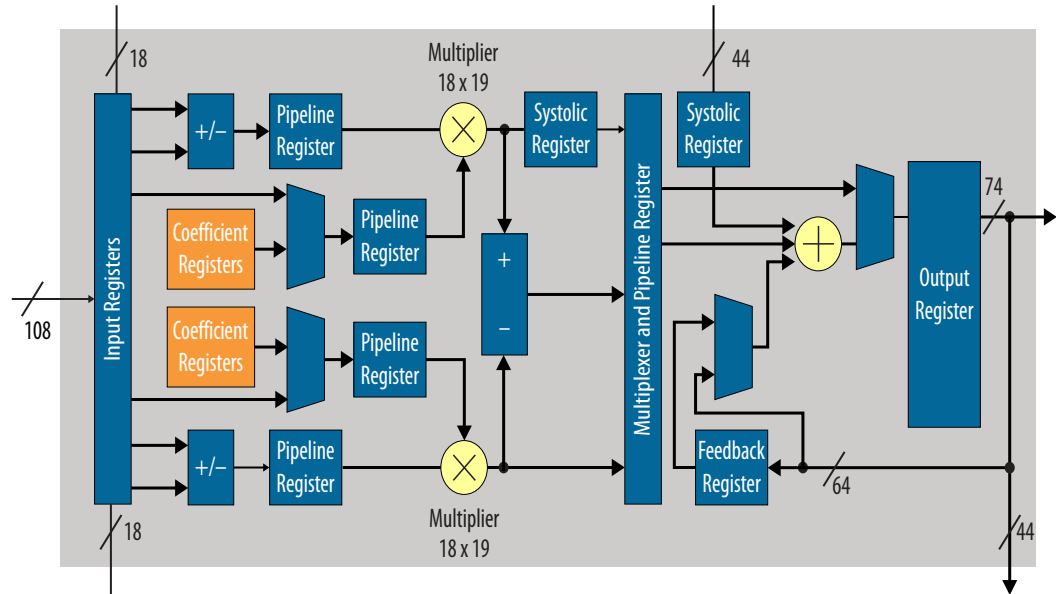 18
44
Multiplier
18 x 19
+/–
Pipeline
Register
Systolic
Register
Systolic
Register
74
Coefficient
Registers
Pipeline
Register
+
–
+
Input Registers
108
Multiplexer and Pipeline Register
Output
Register
Coefficient
Registers
Pipeline
Register
+/–
Pipeline
Register
Feedback
Register
64
18
Multiplier
18 x 19
44